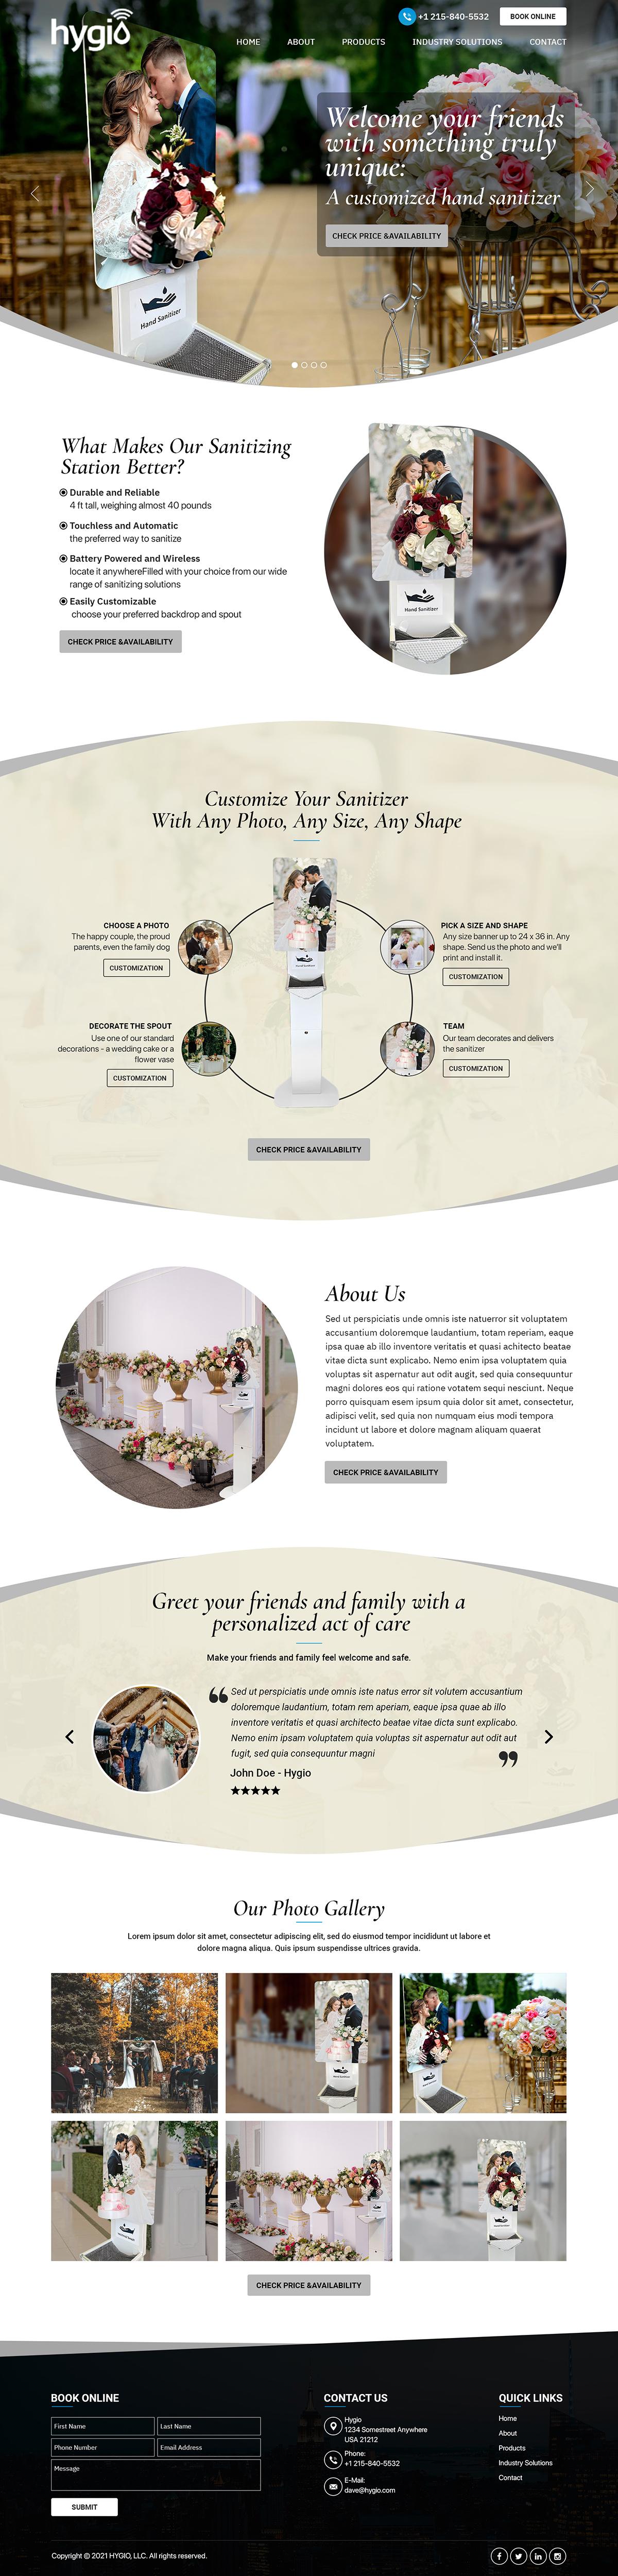 hygio
+1 215-840-5532
BOOK ONLINE
HOME ABOUT PRODUCTS INDUSTRY SOLUTIONS CONTACT
Welcome your friends
with something truly
unique:
A customized hand sanitizer
CHECK PRICE &AVAILABILITY
Hand Sanitizer
What Makes Our Sanitizing
Station Better?
Durable and Reliable
4 ft tall, weighing almost 40 pounds
Touchless and Automatic
the preferred way to sanitize
Battery Powered and Wireless
locate it anywhereFilled with your choice from our wide
range of sanitizing solutions
Easily Customizable
choose your preferred backdrop and spout
CHECK PRICE &AVAILABILITY
Hand Sanitizer
Customize Your Sanitizer
With Any Photo, Any Size, Any Shape
CHOOSE A PHOTO
The happy couple, the proud
parents, even the family dog
CUSTOMIZATION
PICK A SIZE AND SHAPE
Any size banner up to 24 x 36 in. Any
shape. Send us the photo and we'll
print and install it.
CUSTOMIZATION
DECORATE THE SPOUT
Use one of our standard
decorations - a wedding cake or a
flower vase
CUSTOMIZATION
TEAM
Our team decorates and delivers
the sanitizer
CUSTOMIZATION
CHECK PRICE &AVAILABILITY
About Us
Sed ut perspiciatis unde omnis iste natuerror sit voluptatem
accusantium doloremque laudantium, totam reperiam, eaque
ipsa quae ab illo inventore veritatis et quasi achitecto beatae
vitae dicta sunt explicabo. Nemo enim ipsa voluptatem quia
voluptas sit aspernatur aut odit augit, sed quia consequuntur
magni dolores eos qui ratione votatem sequi nesciunt. Neque
porro quisquam esem ipsum quia dolor sit amet, consectetur,
adipisci velit, sed quia non numquam eius modi tempora
incidunt ut labore et dolore magnam aliquam quaerat
voluptatem.
CHECK PRICE &AVAILABILITY
Greet your friends and family with a
personalized act of care
Make your friends and family feel welcome and safe.
“ Sed ut perspiciatis unde omnis iste natus error sit volutem accusantium
doloremque laudantium, totam rem aperiam, eaque ipsa quae ab illo
inventore veritatis et quasi architecto beatae vitae dicta sunt explicabo.
Nemo enim ipsam voluptatem quia voluptas sit aspernatur aut odit aut
fugit, sed quia consequuntur magni ”
John Doe - Hygio
Our Photo Gallery
Lorem ipsum dolor sit amet, consectetur adipiscing elit, sed do eiusmod tempor incididunt ut labore et
dolore magna aliqua. Quis ipsum suspendisse ultrices gravida.
CHECK PRICE &AVAILABILITY
BOOK ONLINE
First Name
Last Name
Phone Number
Email Address
Message
SUBMIT
CONTACT US
Hygio
1234 Somestreet Anywhere
USA 21212
Phone:
+1 215-840-5532
E-Mail:
dave@hygio.com
QUICK LINKS
Home
About
Products
Industry Solutions
Contact
Copyright © 2021 HYGIO, LLC. All rights reserved.